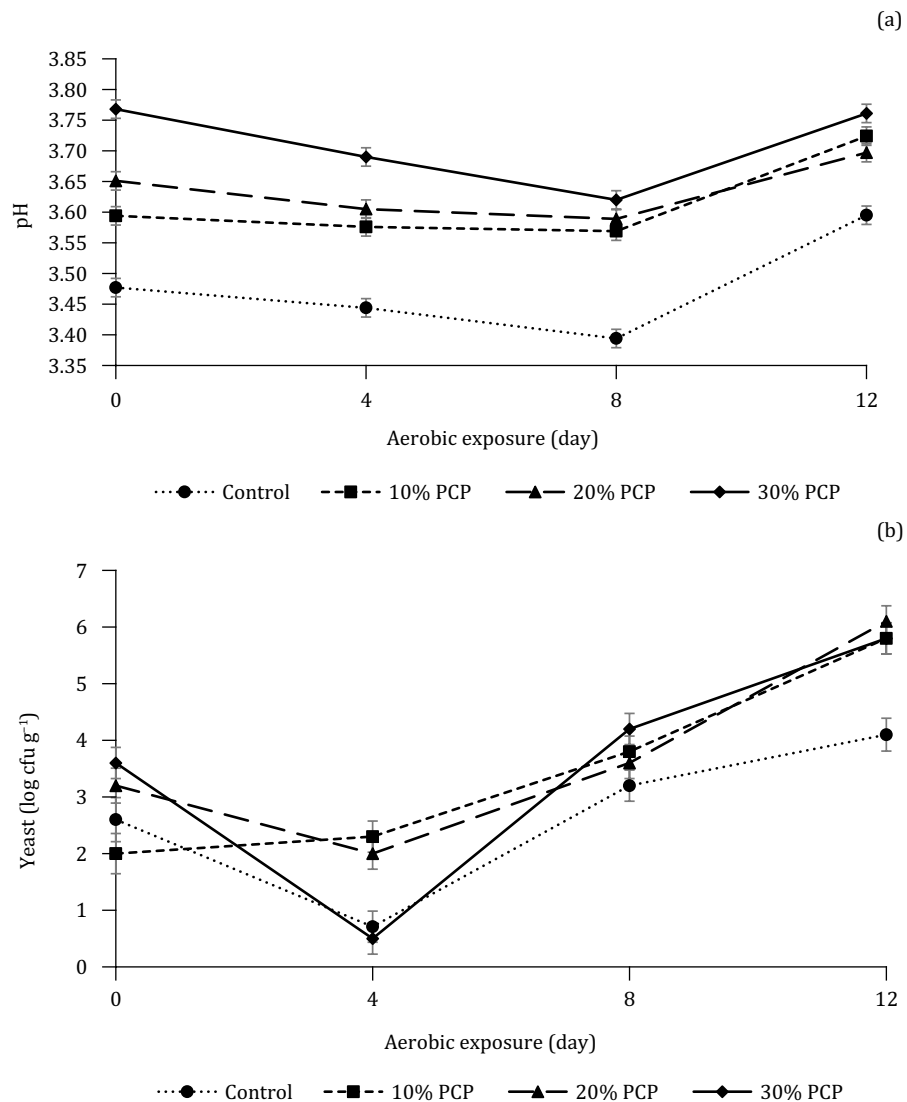 (a)
pH
3.85
3.80
3.75
3.70
3.65
3.60
3.55
3.50
3.45
3.40
3.35
0 4 8 12
Aerobic exposure (day)
Control 10% PCP 20% PCP 30% PCP
(b)
Yeast (log cfu g⁻¹)
7
6
5
4
3
2
1
0
0 4 8 12
Aerobic exposure (day)
Control 10% PCP 20% PCP 30% PCP